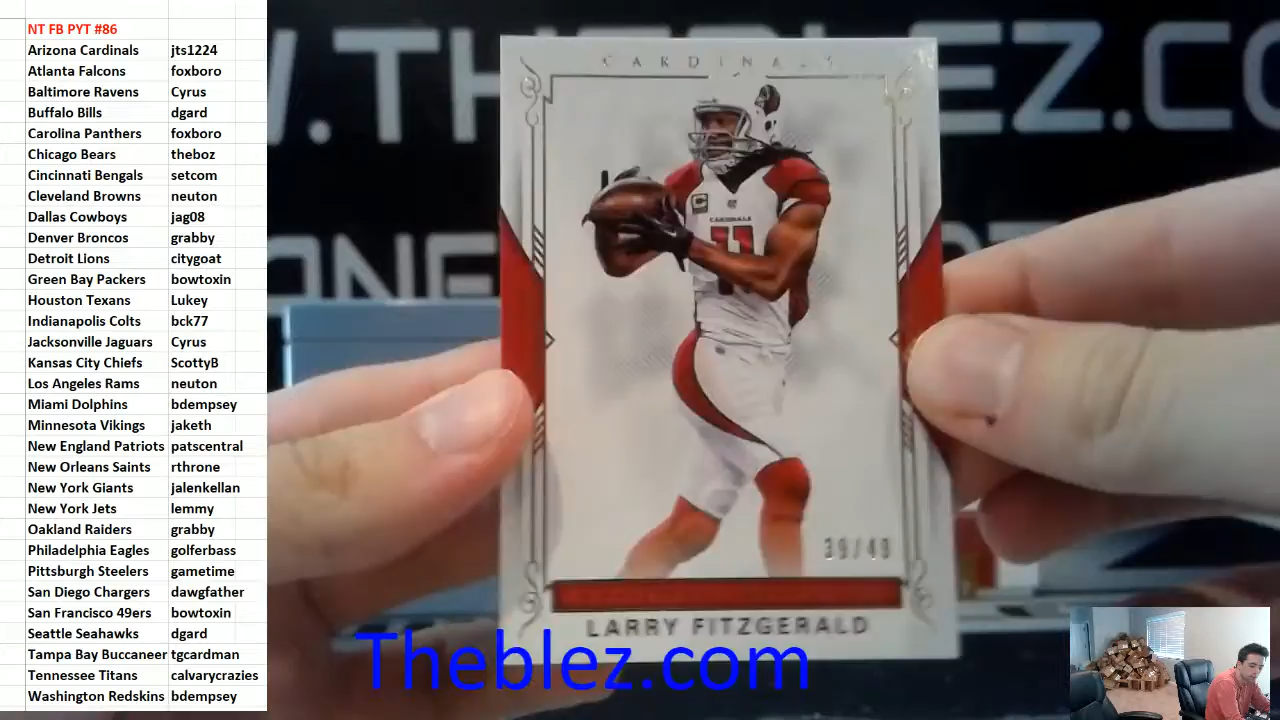 NT FB PYT #86
Arizona Cardinals jts1224
Atlanta Falcons foxboro
Baltimore Ravens Cyrus
Buffalo Bills dgard
Carolina Panthers foxboro
Chicago Bears theboz
Cincinnati Bengals setcom
Cleveland Browns neuton
Dallas Cowboys jag08
Denver Broncos grabby
Detroit Lions citygoat
Green Bay Packers bowtoxin
Houston Texans Lukey
Indianapolis Colts bck77
Jacksonville Jaguars Cyrus
Kansas City Chiefs ScottyB
Los Angeles Rams neuton
Miami Dolphins bdempsey
Minnesota Vikings jaketh
New England Patriots patscentral
New Orleans Saints rthrone
New York Giants jalenkellan
New York Jets lemmy
Oakland Raiders grabby
Philadelphia Eagles golferbass
Pittsburgh Steelers gametime
San Diego Chargers dawgfather
San Francisco 49ers bowtoxin
Seattle Seahawks dgard
Tampa Bay Buccaneer tgcardman
Tennessee Titans calvarycrazies
Washington Redskins bdempsey
CARDINALS
C
CARDINALS
11
39/49
LARRY FITZGERALD
Theblez.com